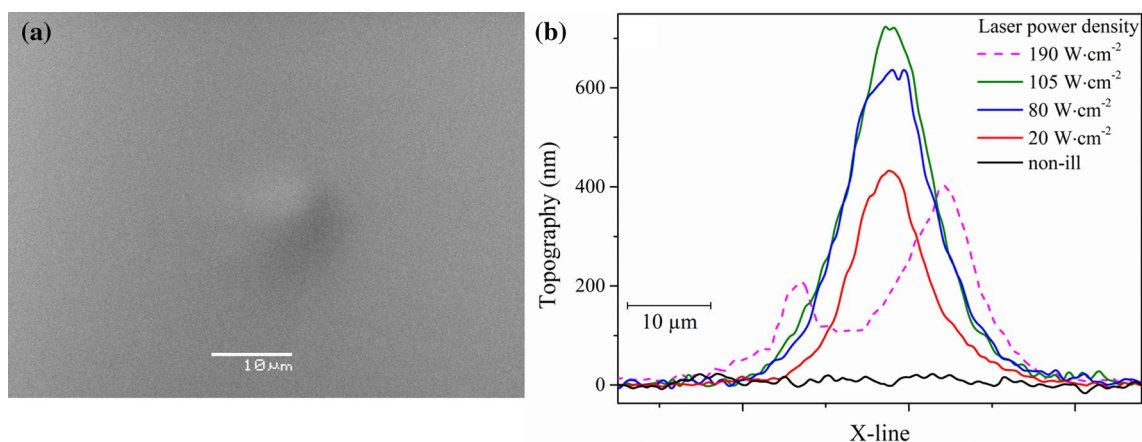 (a)
10μm
(b)
Laser power density
190 W·cm⁻²
105 W·cm⁻²
80 W·cm⁻²
20 W·cm⁻²
non-ill
Topography (nm)
600
400
200
0
10 μm
X-line